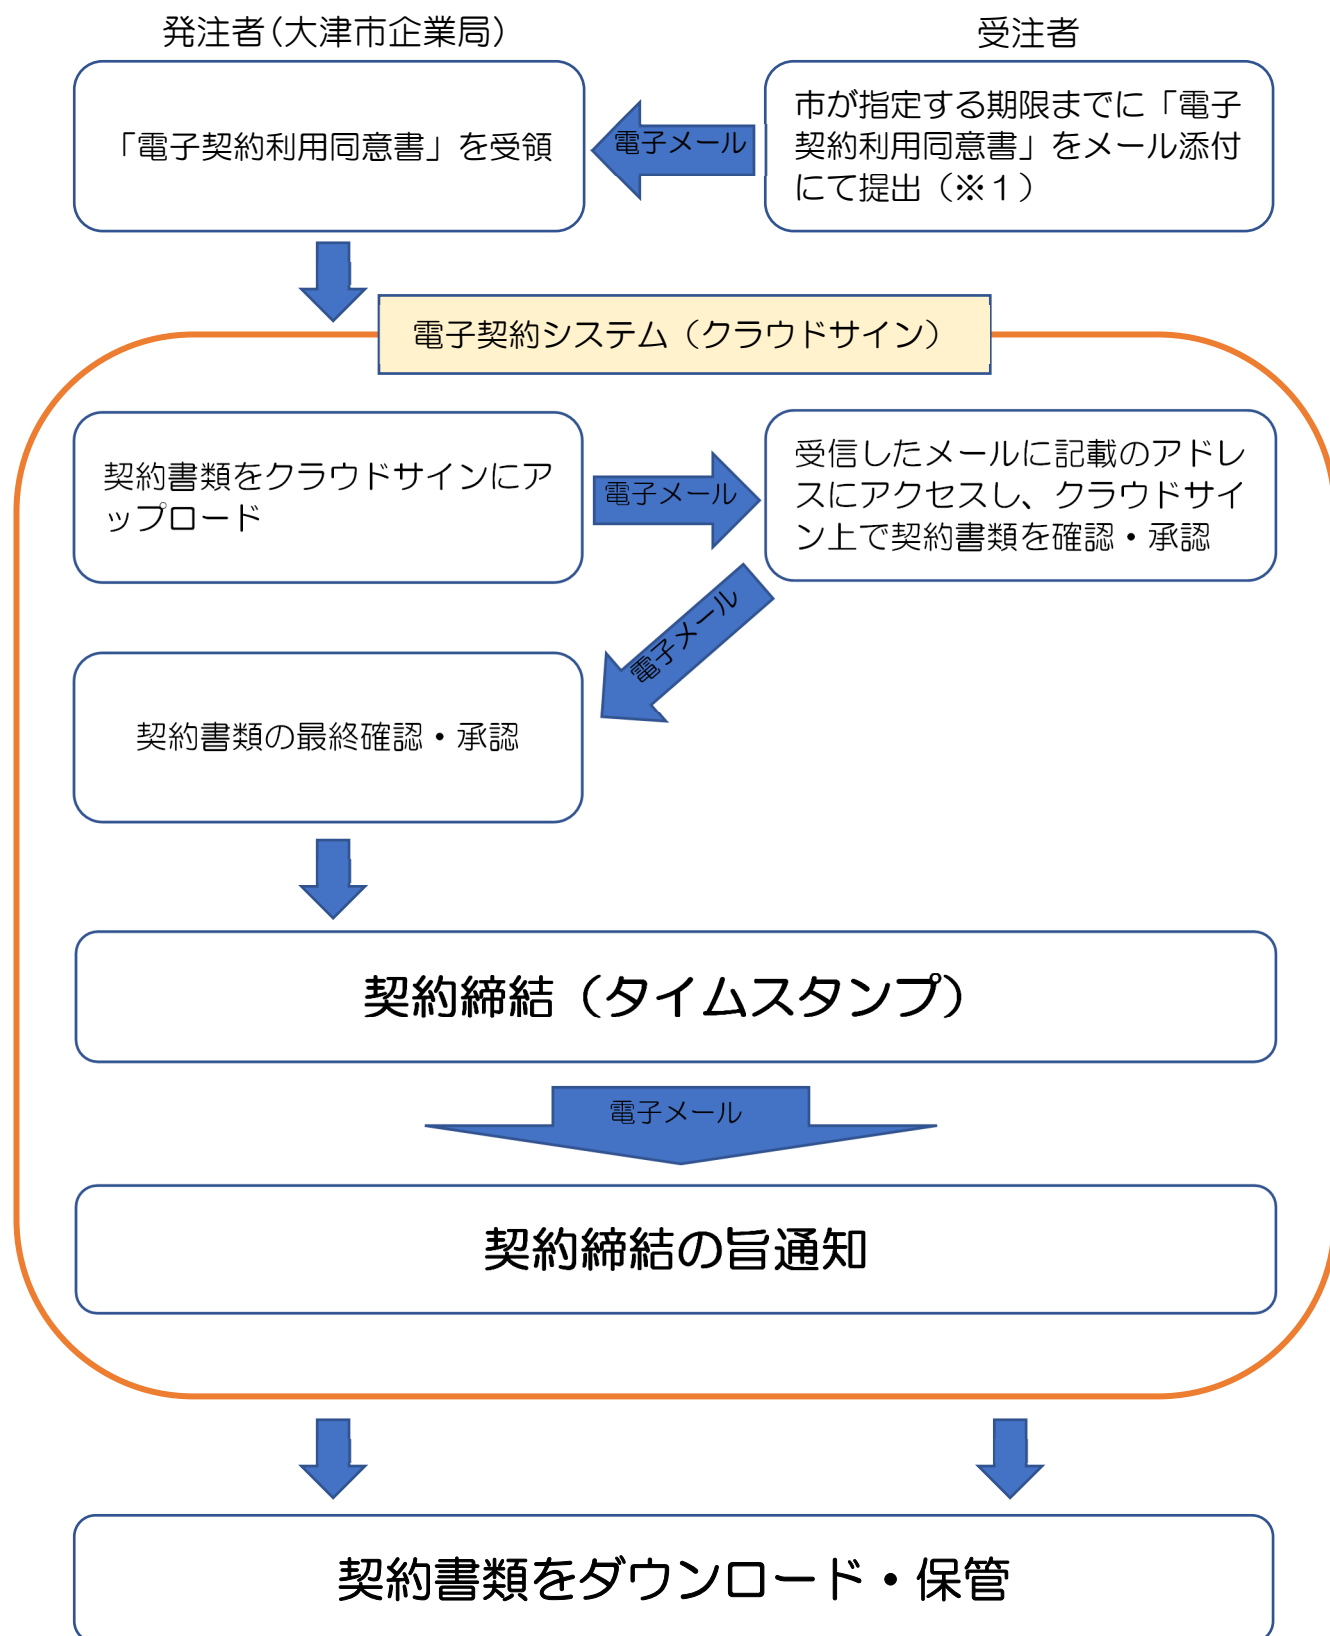 発注者(大津市企業局)
受注者
「電子契約利用同意書」を受領
電子メール
市が指定する期限までに「電子
契約利用同意書」をメール添付
にて提出（※１）
電子契約システム（クラウドサイン）
契約書類をクラウドサインにア
ップロード
電子メール
受信したメールに記載のアドレ
スにアクセスし、クラウドサイ
ン上で契約書類を確認・承認
電子メール
契約書類の最終確認・承認
契約締結（タイムスタンプ）
電子メール
契約締結の旨通知
契約書類をダウンロード・保管